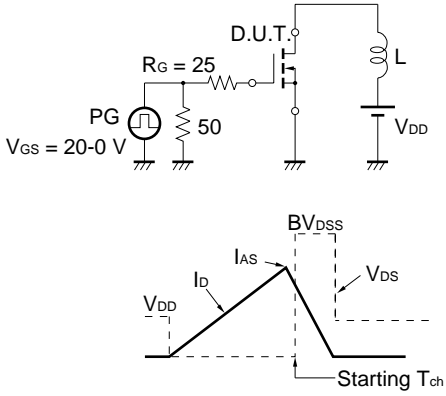 D.U.T.
RG = 25
L
PG
50
VDD
VGS = 20-0 V
BVDSS
IAS
ID
VDS
VDD
Starting Tch